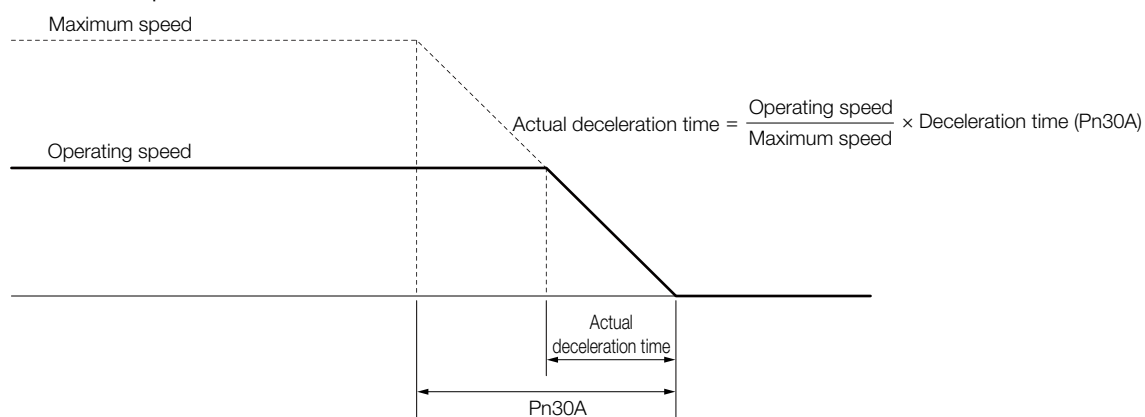 Maximum speed
Actual deceleration time = Operating speed / Maximum speed × Deceleration time (Pn30A)
Operating speed
Actual
deceleration time
Pn30A